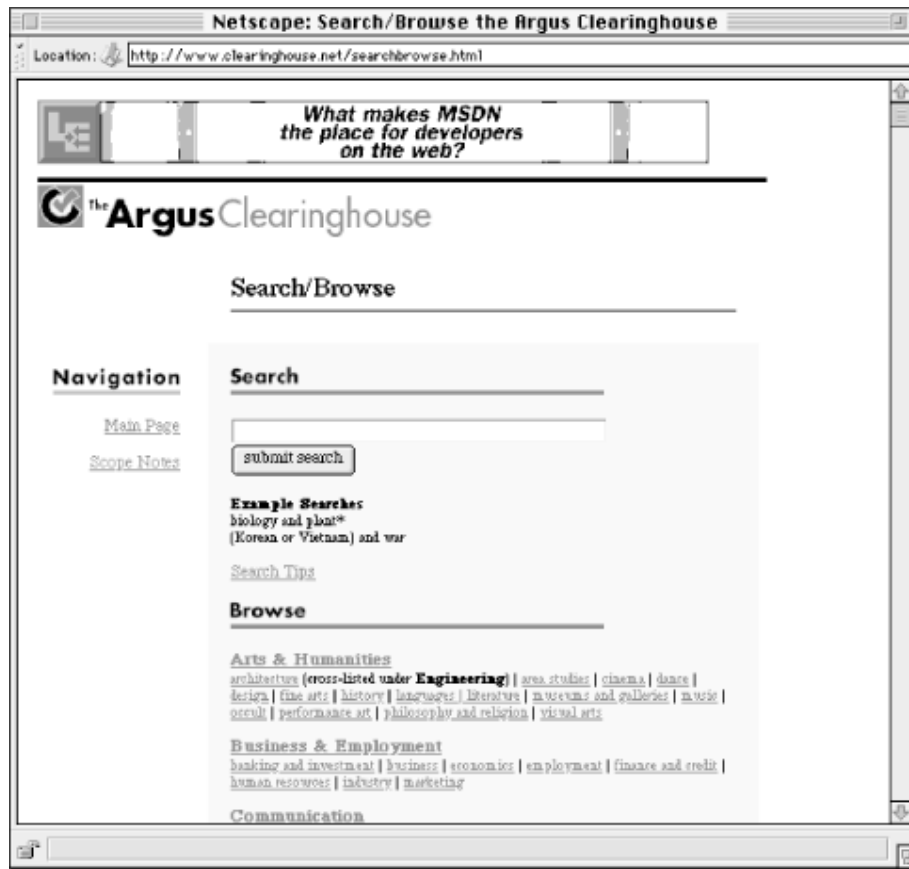 Netscape: Search/Browse the Argus Clearinghouse
Location: http://www.clearinghouse.net/searchbrowse.html
LE
What makes MSDN
the place for developers
on the web?
The Argus Clearinghouse
Search/Browse
Navigation
Main Page
Scope Notes
Search
submit search
Example Searches
biology and plant*
(Korean or Vietnam) and war
Search Tips
Browse
Arts & Humanities
architecture (cross-listed under Engineering) | area studies | cinema | dance |
design | fine arts | history | languages | literature | museums and galleries | music |
occult | performance art | philosophy and religion | visual arts
Business & Employment
banking and investment | business | economics | employment | finance and credit |
human resources | industry | marketing
Communication